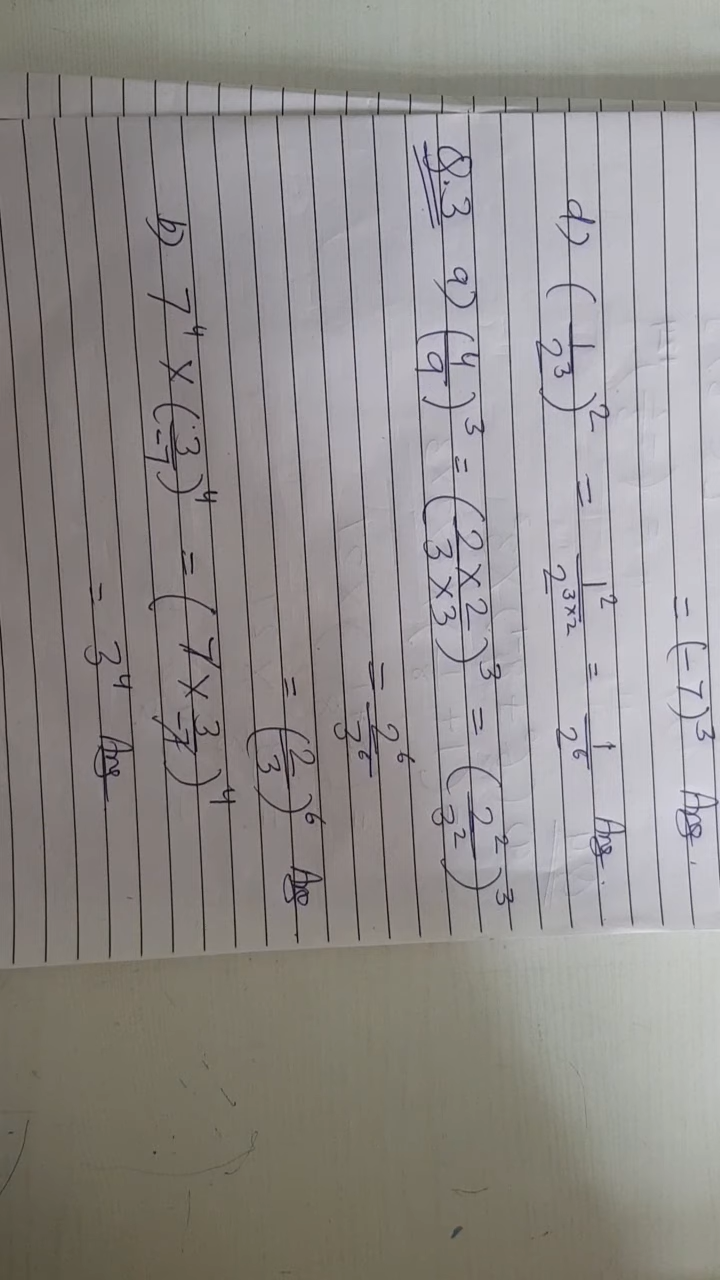 = (-7)³ Ans.
d) (1/2³)² = 1²/2³ˣ² = 1/2⁶ Ans.
Q.3 a) (4/9)³ = (2×2/3×3)³ = (2²/3²)³
= 2⁶/3⁶
= (2/3)⁶ Ans
b) 7⁴ × (3/-7)⁴ = (7 × 3/-7)⁴
= 3⁴ Ans